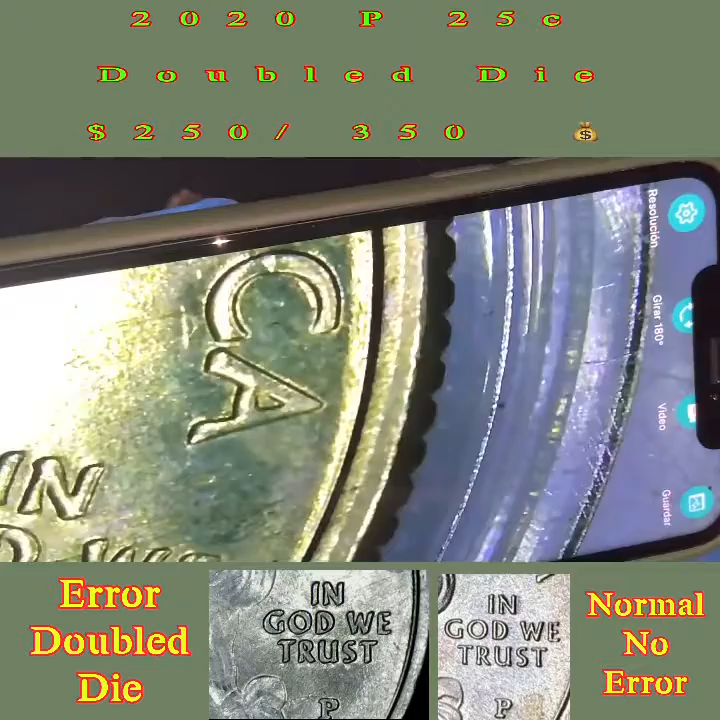 2020 P 25c
Doubled Die
$250/ 350 💰
Resolución
Girar 180°
Video
Guardar
CA
IN
WE
Error
Doubled
Die
IN
GOD WE
TRUST
P
IN
GOD WE
TRUST
P
Normal
No
Error